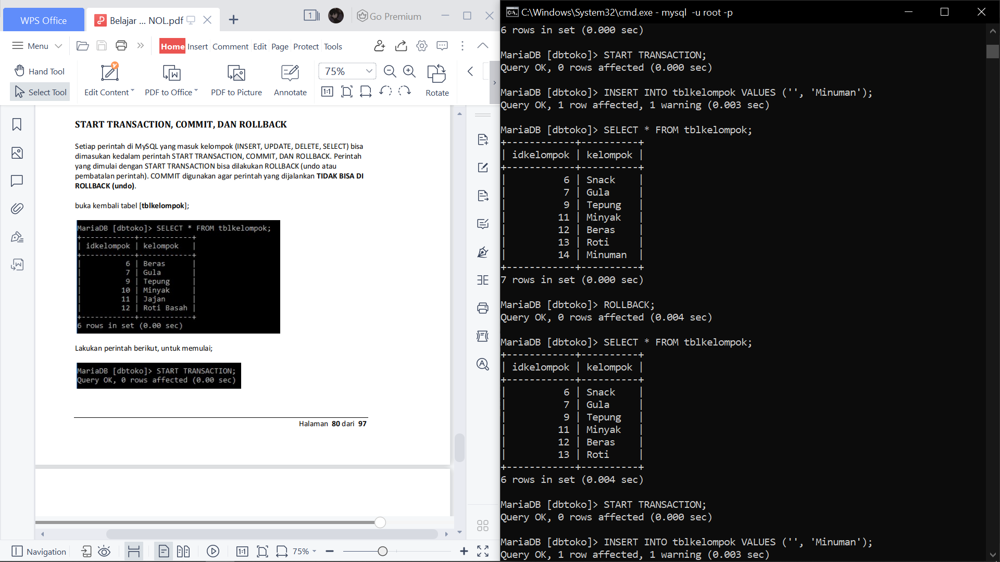 WPS Office
Belajar ... NOL.pdf
1
Go Premium
Menu
Home Insert Comment Edit Page Protect Tools
Hand Tool
Select Tool
Edit Content
PDF to Office
PDF to Picture
Annotate
75%
1:1
Rotate
START TRANSACTION, COMMIT, DAN ROLLBACK
Setiap perintah di MySQL yang masuk kelompok (INSERT, UPDATE, DELETE, SELECT) bisa
dimasukan kedalam perintah START TRANSACTION, COMMIT, DAN ROLLBACK. Perintah
yang dimulai dengan START TRANSACTION bisa dilakukan ROLLBACK (undo atau
pembatalan perintah). COMMIT digunakan agar perintah yang dijalankan TIDAK BISA DI
ROLLBACK (undo).
buka kembali tabel [tblkelompok];
MariaDB [dbtoko]> SELECT * FROM tblkelompok;
+------------+------------+
| idkelompok | kelompok   |
+------------+------------+
|          6 | Beras      |
|          7 | Gula       |
|          9 | Tepung     |
|         10 | Minyak     |
|         11 | Jajan      |
|         12 | Roti Basah |
+------------+------------+
6 rows in set (0.00 sec)
Lakukan perintah berikut, untuk memulai;
MariaDB [dbtoko]> START TRANSACTION;
Query OK, 0 rows affected (0.00 sec)
Halaman 80 dari 97
Navigation
1:1
75%
C:\Windows\System32\cmd.exe - mysql -u root -p
6 rows in set (0.000 sec)
MariaDB [dbtoko]> START TRANSACTION;
Query OK, 0 rows affected (0.000 sec)
MariaDB [dbtoko]> INSERT INTO tblkelompok VALUES ('', 'Minuman');
Query OK, 1 row affected, 1 warning (0.003 sec)
MariaDB [dbtoko]> SELECT * FROM tblkelompok;
+------------+----------+
| idkelompok | kelompok |
+------------+----------+
|          6 | Snack    |
|          7 | Gula     |
|          9 | Tepung   |
|         11 | Minyak   |
|         12 | Beras    |
|         13 | Roti     |
|         14 | Minuman  |
+------------+----------+
7 rows in set (0.000 sec)
MariaDB [dbtoko]> ROLLBACK;
Query OK, 0 rows affected (0.004 sec)
MariaDB [dbtoko]> SELECT * FROM tblkelompok;
+------------+----------+
| idkelompok | kelompok |
+------------+----------+
|          6 | Snack    |
|          7 | Gula     |
|          9 | Tepung   |
|         11 | Minyak   |
|         12 | Beras    |
|         13 | Roti     |
+------------+----------+
6 rows in set (0.004 sec)
MariaDB [dbtoko]> START TRANSACTION;
Query OK, 0 rows affected (0.000 sec)
MariaDB [dbtoko]> INSERT INTO tblkelompok VALUES ('', 'Minuman');
Query OK, 1 row affected, 1 warning (0.003 sec)